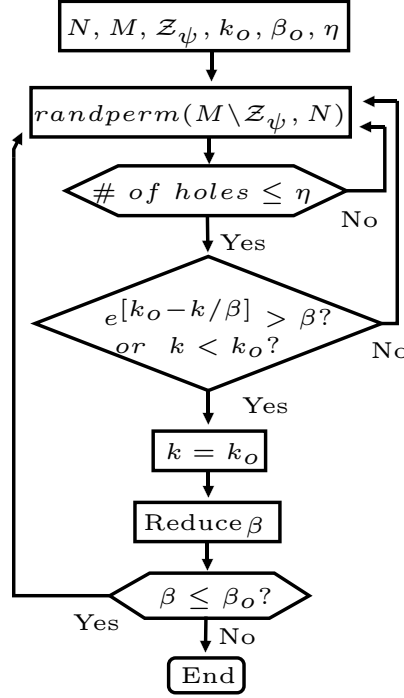 N, M, 𝒵_ψ, k_o, β_o, η
randperm(M\𝒵_ψ, N)
# of holes ≤ η
No
Yes
e^[k_o−k/β] > β?
or k < k_o?
No
Yes
k = k_o
Reduce β
β ≤ β_o?
Yes
No
End